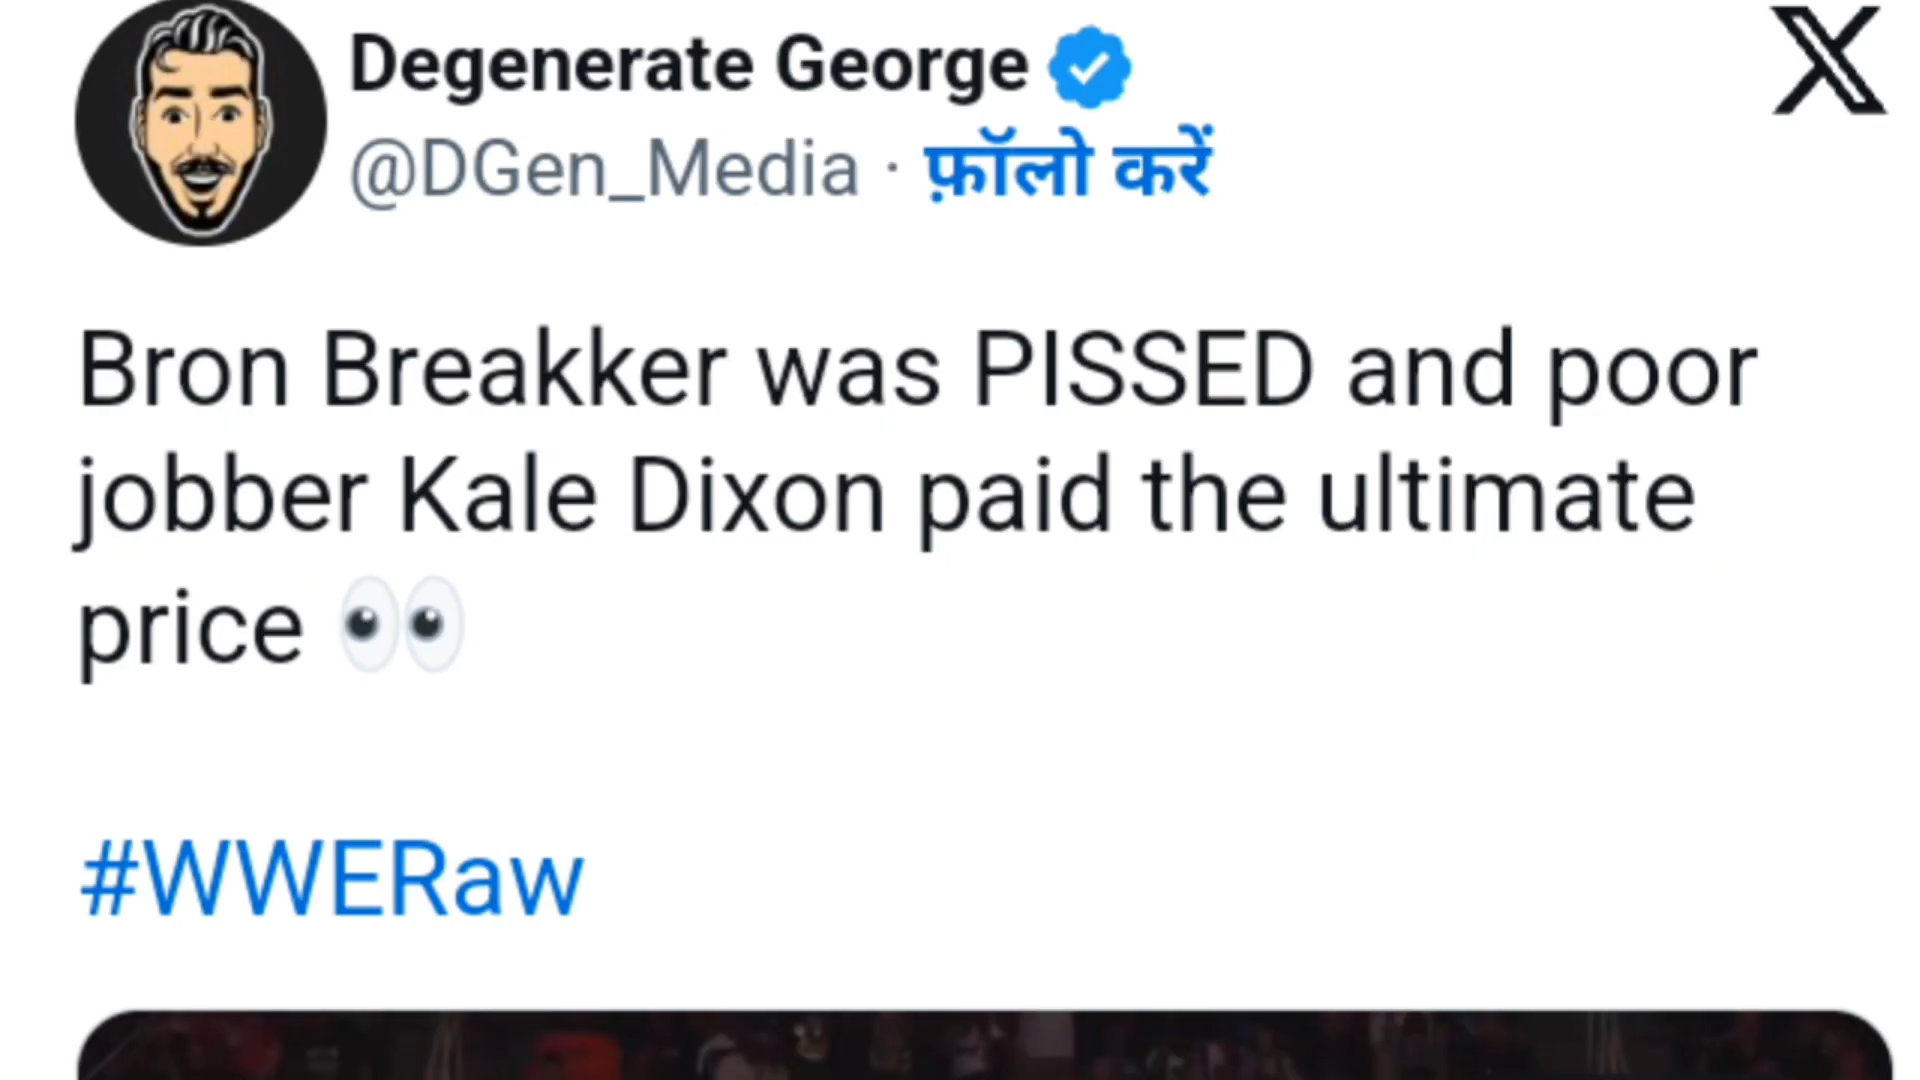 Degenerate George
@DGen_Media · फ़ॉलो करें
Bron Breakker was PISSED and poor
jobber Kale Dixon paid the ultimate
price 👀
#WWERaw